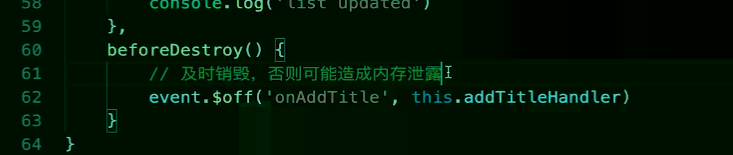 58 console.log('list updated')
59 },
60 beforeDestroy() {
61 // 及时销毁，否则可能造成内存泄露
62 event.$off('onAddTitle', this.addTitleHandler)
63 }
64 }